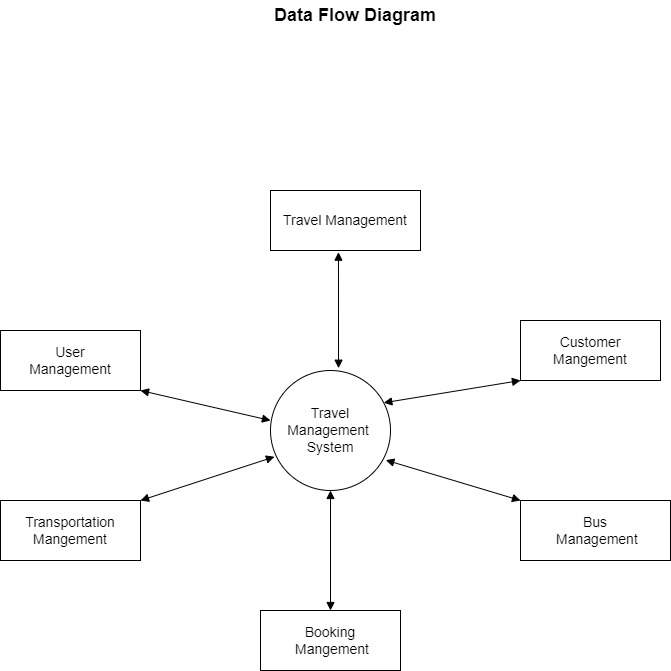 Data Flow Diagram
Travel Management
User
Management
Customer
Mangement
Travel
Management
System
Transportation
Mangement
Bus
Management
Booking
Mangement